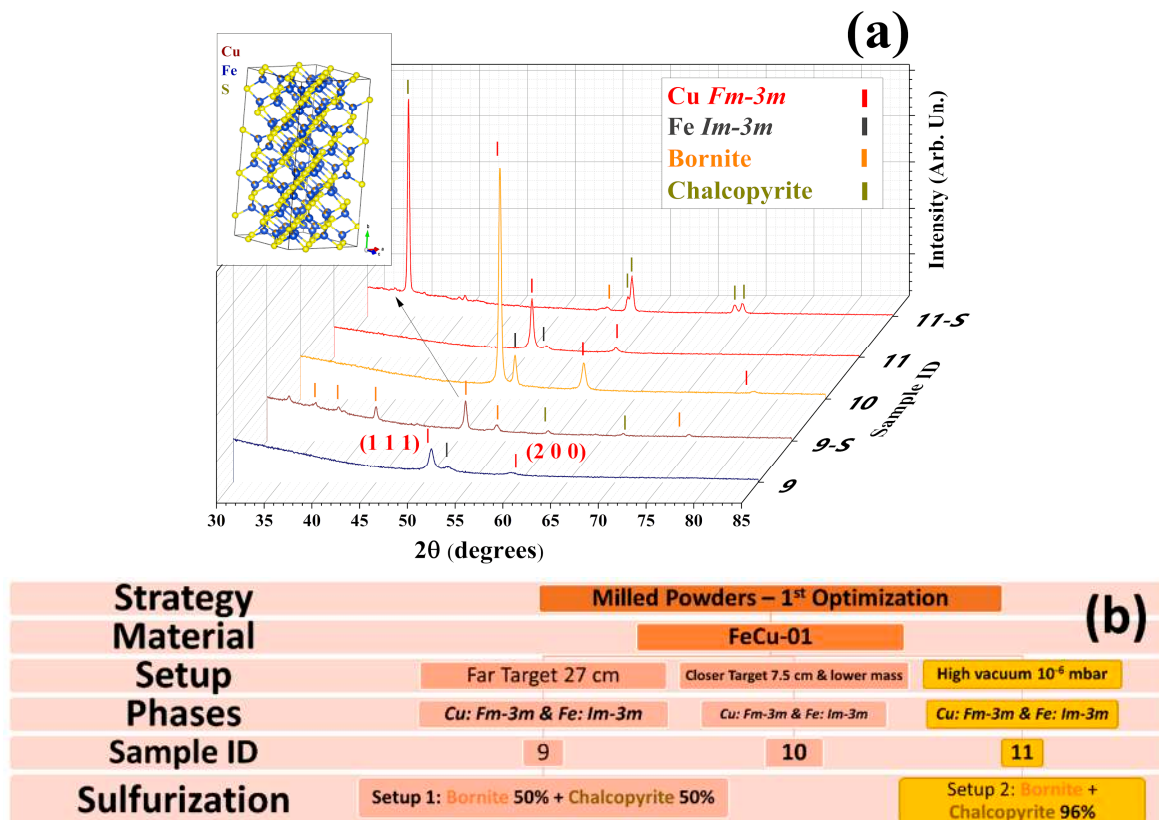 (a)
Cu
Fe
S
Cu Fm-3m
Fe Im-3m
Bornite
Chalcopyrite
Intensity (Arb. Un.)
11-S
11
10
9-S
9
Sample ID
(1 1 1)
(2 0 0)
30 35 40 45 50 55 60 65 70 75 80 85
2θ (degrees)
(b)
Strategy Milled Powders – 1st Optimization
Material FeCu-01
Setup Far Target 27 cm Closer Target 7.5 cm & lower mass High vacuum 10⁻⁶ mbar
Phases Cu: Fm-3m & Fe: Im-3m Cu: Fm-3m & Fe: Im-3m Cu: Fm-3m & Fe: Im-3m
Sample ID 9 10 11
Sulfurization Setup 1: Bornite 50% + Chalcopyrite 50% Setup 2: Bornite +
Chalcopyrite 96%